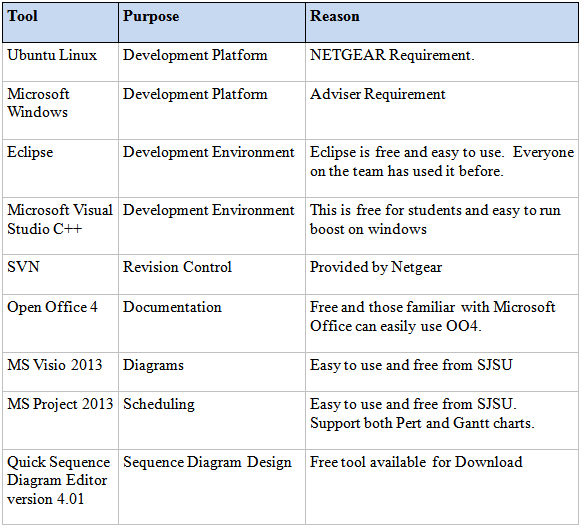 Tool Purpose Reason
Ubuntu Linux Development Platform NETGEAR Requirement.
Microsoft Development Platform Adviser Requirement
Windows
Eclipse Development Environment Eclipse is free and easy to use. Everyone
on the team has used it before.
Microsoft Visual Development Environment This is free for students and easy to run
Studio C++ boost on windows
SVN Revision Control Provided by Netgear
Open Office 4 Documentation Free and those familiar with Microsoft
Office can easily use OO4.
MS Visio 2013 Diagrams Easy to use and free from SJSU
MS Project 2013 Scheduling Easy to use and free from SJSU.
Support both Pert and Gantt charts.
Quick Sequence Sequence Diagram Design Free tool available for Download
Diagram Editor
version 4.01